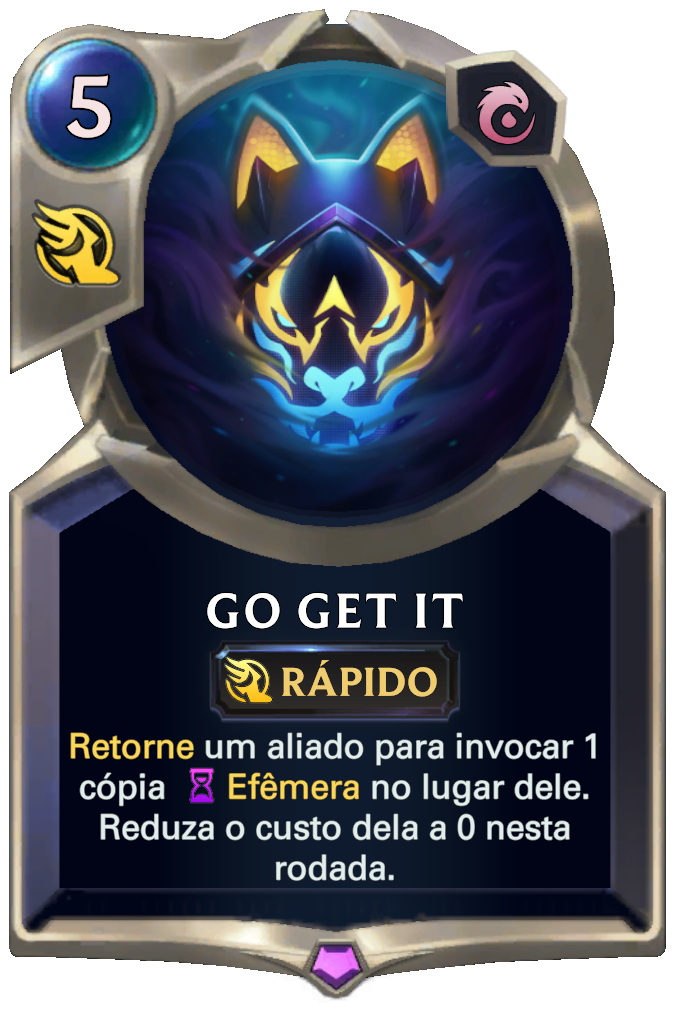 5
GO GET IT
RÁPIDO
Retorne um aliado para invocar 1
cópia Efêmera no lugar dele.
Reduza o custo dela a 0 nesta
rodada.